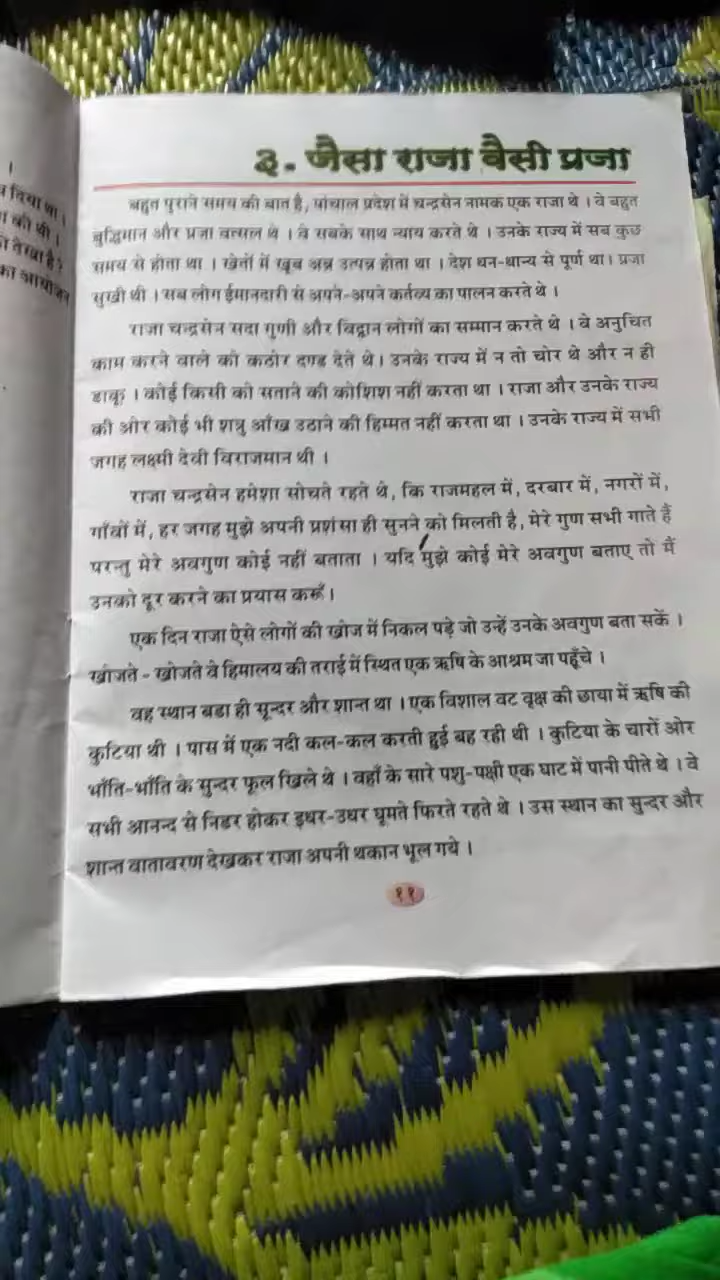 ३. जैसा राजा वैसी प्रजा
बहुत पुराने समय की बात है, पांचाल प्रदेश में चन्द्रसेन नामक एक राजा थे । वे बहुत
बुद्धिमान और प्रजा वत्सल थे । वे सबके साथ न्याय करते थे । उनके राज्य में सब कुछ
समय से होता था । खेतों में खूब अन्न उत्पन्न होता था । देश धन-धान्य से पूर्ण था। प्रजा
सुखी थी । सब लोग ईमानदारी से अपने-अपने कर्तव्य का पालन करते थे ।
राजा चन्द्रसेन सदा गुणी और विद्वान लोगों का सम्मान करते थे । वे अनुचित
काम करने वाले को कठोर दण्ड देते थे। उनके राज्य में न तो चोर थे और न ही
डाकू । कोई किसी को सताने की कोशिश नहीं करता था । राजा और उनके राज्य
की ओर कोई भी शत्रु आँख उठाने की हिम्मत नहीं करता था । उनके राज्य में सभी
जगह लक्ष्मी देवी विराजमान थी ।
राजा चन्द्रसेन हमेशा सोचते रहते थे, कि राजमहल में, दरबार में, नगरों में,
गाँवों में, हर जगह मुझे अपनी प्रशंसा ही सुनने को मिलती है, मेरे गुण सभी गाते हैं
परन्तु मेरे अवगुण कोई नहीं बताता । यदि मुझे कोई मेरे अवगुण बताए तो मैं
उनको दूर करने का प्रयास करूँ।
एक दिन राजा ऐसे लोगों की खोज में निकल पड़े जो उन्हें उनके अवगुण बता सकें ।
खोजते - खोजते वे हिमालय की तराई में स्थित एक ऋषि के आश्रम जा पहूँचे ।
वह स्थान बडा ही सून्दर और शान्त था । एक विशाल वट वृक्ष की छाया में ऋषि की
कुटिया थी । पास में एक नदी कल-कल करती हुई बह रही थी । कुटिया के चारों ओर
भाँति-भाँति के सुन्दर फूल खिले थे । वहाँ के सारे पशु-पक्षी एक घाट में पानी पीते थे । वे
सभी आनन्द से निडर होकर इधर-उधर घूमते फिरते रहते थे । उस स्थान का सुन्दर और
शान्त वातावरण देखकर राजा अपनी थकान भूल गये ।
११
दिया था।
की थी ।
देखा है ?
का आयोजन